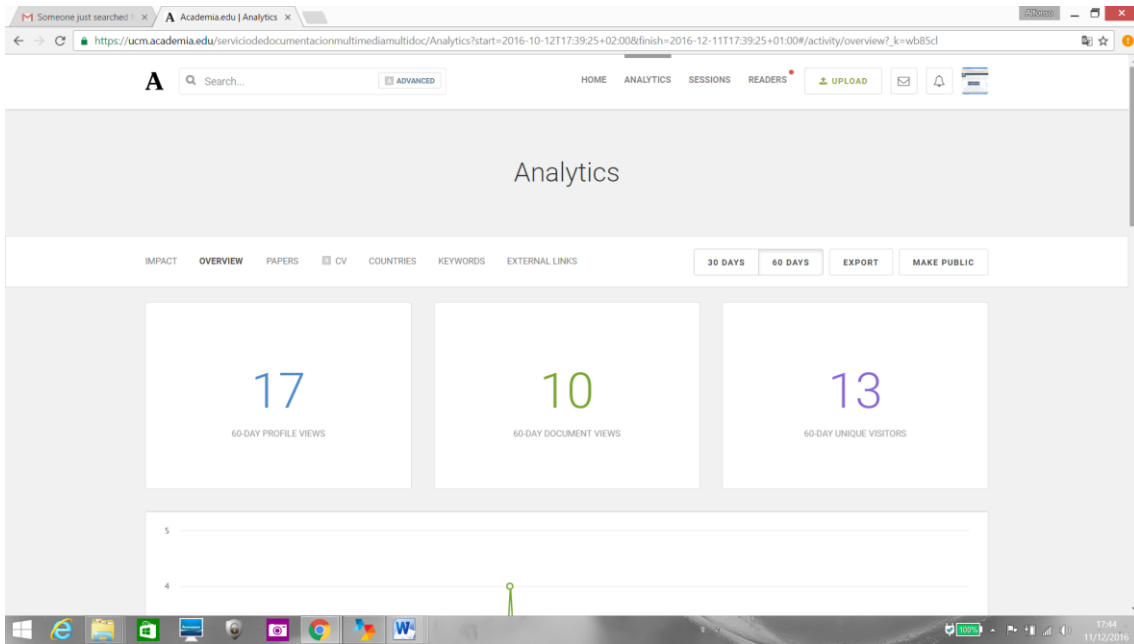 Someone just searched f
Academia.edu | Analytics
Alfonso
https://ucm.academia.edu/serviciodedocumentacionmultimediamultidoc/Analytics?start=2016-10-12T17:39:25+02:00&finish=2016-12-11T17:39:25+01:00#/activity/overview?_k=wb85cl
A Search... A ADVANCED HOME ANALYTICS SESSIONS READERS UPLOAD
Analytics
IMPACT OVERVIEW PAPERS A CV COUNTRIES KEYWORDS EXTERNAL LINKS 30 DAYS 60 DAYS EXPORT MAKE PUBLIC
17 10 13
60-DAY PROFILE VIEWS 60-DAY DOCUMENT VIEWS 60-DAY UNIQUE VISITORS
5
4
100%
17:44
11/12/2016